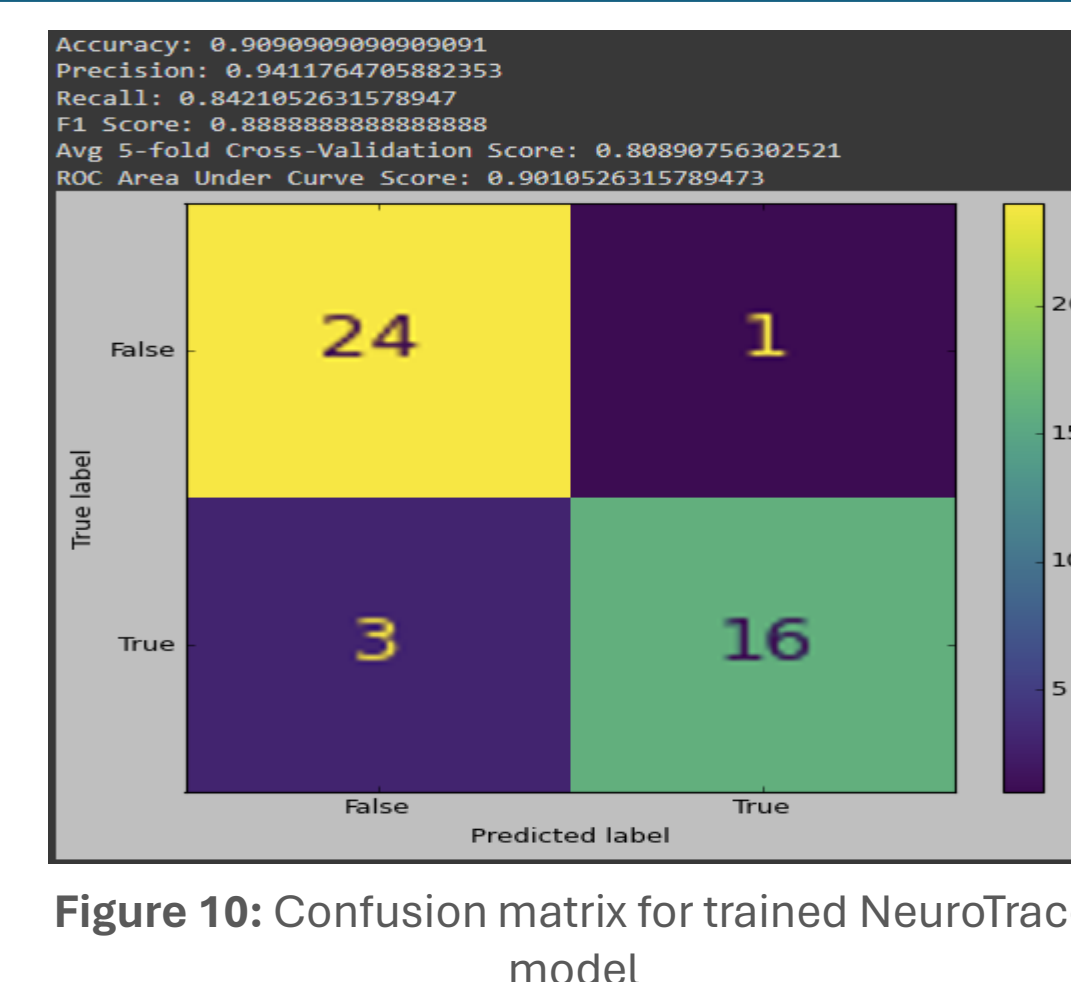 Accuracy: 0.9090909090909091
Precision: 0.9411764705882353
Recall: 0.8421052631578947
F1 Score: 0.8888888888888888
Avg 5-fold Cross-Validation Score: 0.80890756302521
ROC Area Under Curve Score: 0.9010526315789473
24
1
False
3
16
True
True label
False
True
Predicted label
15
5
Figure 10: Confusion matrix for trained NeuroTrac
model